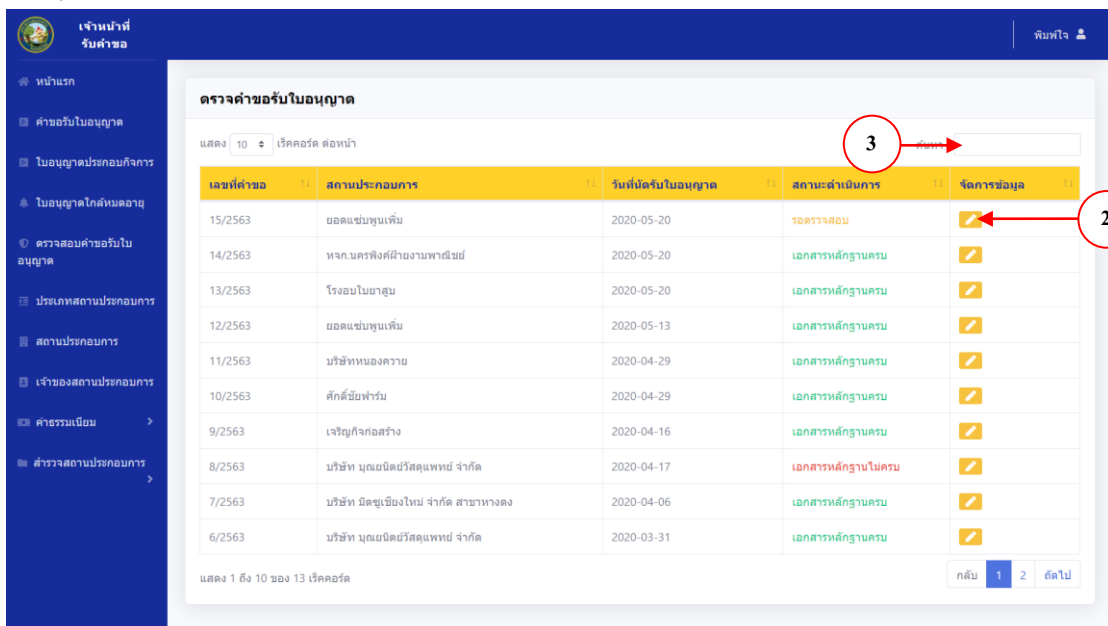 เจ้าหน้าที่
รับคำขอ
พิมพ์ใจ
หน้าแรก
คำขอรับใบอนุญาต
ใบอนุญาตประกอบกิจการ
ใบอนุญาตใกล้หมดอายุ
ตรวจสอบคำขอรับใบ
อนุญาต
ประเภทสถานประกอบการ
สถานประกอบการ
เจ้าของสถานประกอบการ
ค่าธรรมเนียม
สำรวจสถานประกอบการ
ตรวจคำขอรับใบอนุญาต
แสดง 10 เร็คคอร์ด ต่อหน้า
3
เลขที่คำขอ สถานประกอบการ วันที่นัดรับใบอนุญาต สถานะดำเนินการ จัดการข้อมูล
15/2563 ยอดแซ่บพูนเพิ่ม 2020-05-20 รอตรวจสอบ
2
14/2563 หจก.นครพิงค์ฝ้ายงามพาณิชย์ 2020-05-20 เอกสารหลักฐานครบ
13/2563 โรงอบใบยาสูบ 2020-05-20 เอกสารหลักฐานครบ
12/2563 ยอดแซ่บพูนเพิ่ม 2020-05-13 เอกสารหลักฐานครบ
11/2563 บริษัทหนองควาย 2020-04-29 เอกสารหลักฐานครบ
10/2563 ศักดิ์ชัยฟาร์ม 2020-04-29 เอกสารหลักฐานครบ
9/2563 เจริญกิจก่อสร้าง 2020-04-16 เอกสารหลักฐานครบ
8/2563 บริษัท บุณยนิตย์วัสดุแพทย์ จำกัด 2020-04-17 เอกสารหลักฐานไม่ครบ
7/2563 บริษัท มิตซูเชียงใหม่ จำกัด สาขาหางดง 2020-04-06 เอกสารหลักฐานครบ
6/2563 บริษัท บุณยนิตย์วัสดุแพทย์ จำกัด 2020-03-31 เอกสารหลักฐานครบ
แสดง 1 ถึง 10 ของ 13 เร็คคอร์ด
กลับ 1 2 ถัดไป